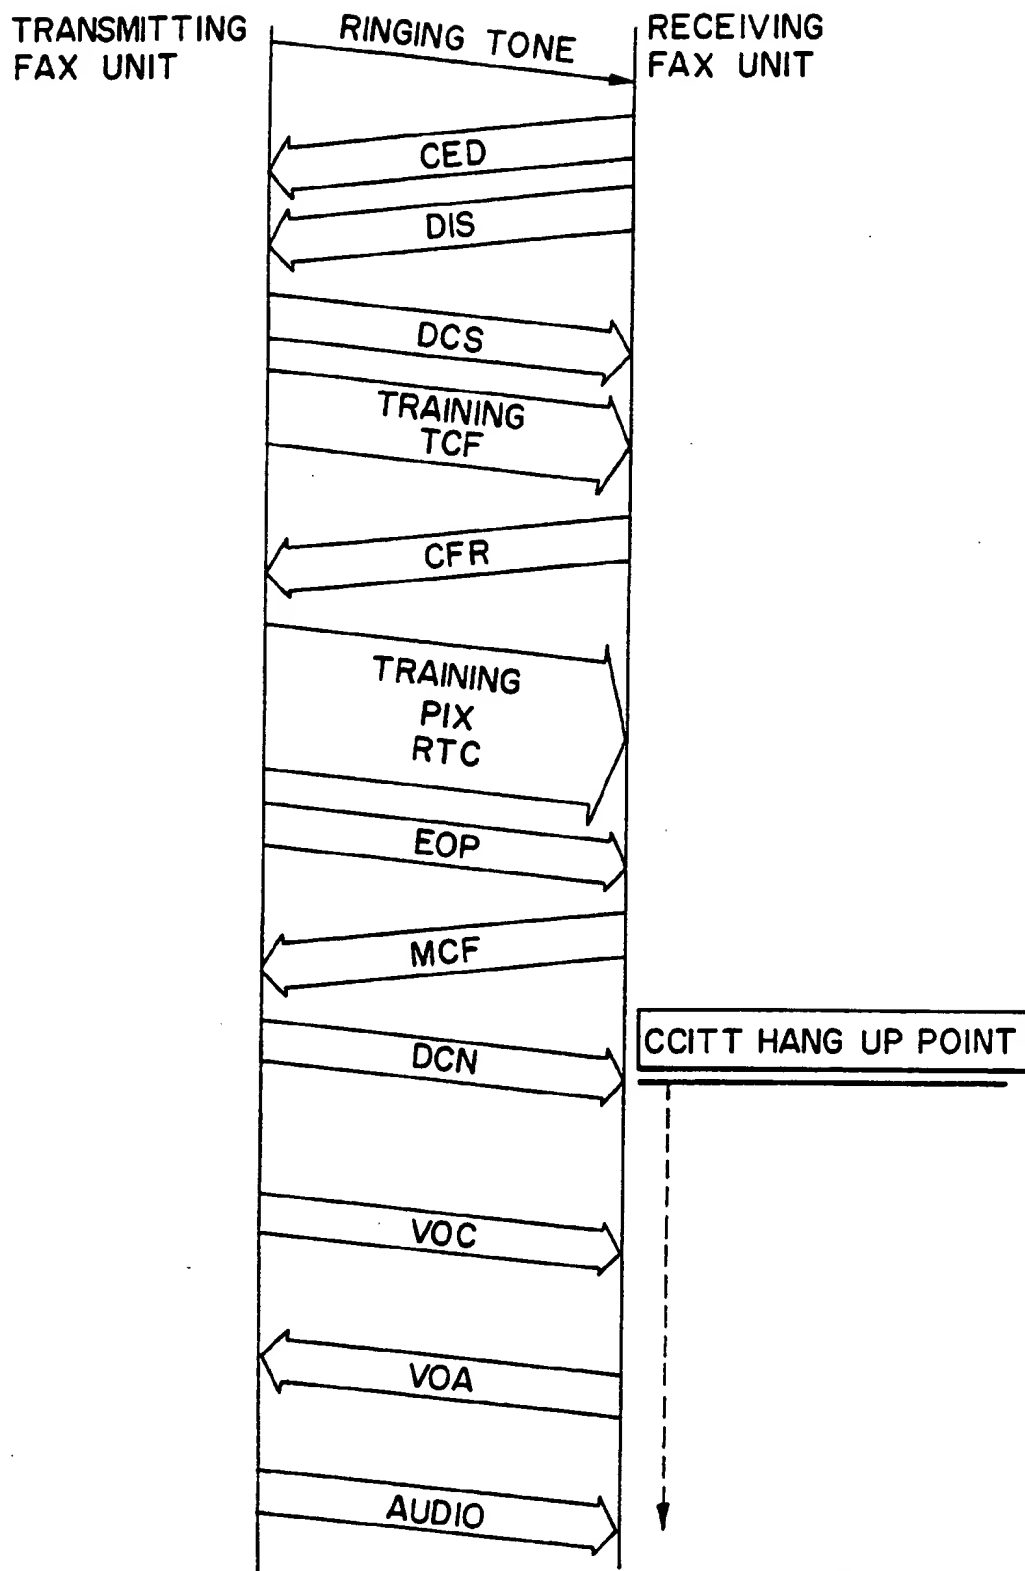 TRANSMITTING
FAX UNIT
RINGING TONE
RECEIVING
FAX UNIT
CED
DIS
DCS
TRAINING
TCF
CFR
TRAINING
PIX
RTC
EOP
MCF
CCITT HANG UP POINT
DCN
VOC
VOA
AUDIO